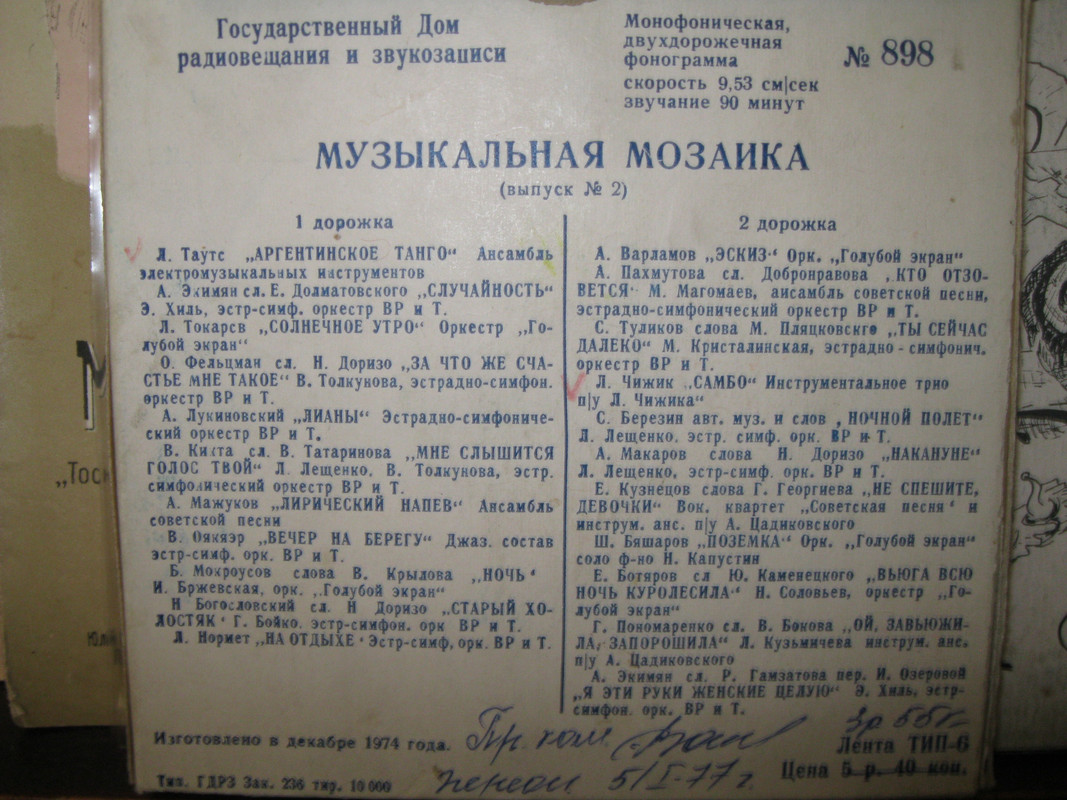 Государственный Дом
радиовещания и звукозаписи
Монофоническая,
двухдорожечная
фонограмма
скорость 9,53 см|сек
звучание 90 минут
№ 898
МУЗЫКАЛЬНАЯ МОЗАИКА
(выпуск № 2)
1 дорожка
Л. Таутс „АРГЕНТИНСКОЕ ТАНГО“ Ансамбль
электромузыкальных инструментов
А. Экимян сл. Е. Долматовского „СЛУЧАЙНОСТЬ“
Э. Хиль, эстр-симф. оркестр ВР и Т.
Л. Токарев „СОЛНЕЧНОЕ УТРО“ Оркестр „Го-
лубой экран“
О. Фельцман сл. Н. Доризо „ЗА ЧТО ЖЕ СЧА-
СТЬЕ МНЕ ТАКОЕ“ В. Толкунова, эстрадно-симфон.
оркестр ВР и Т.
А. Лукиновский „ЛИАНЫ“ Эстрадно-симфониче-
ский оркестр ВР и Т.
В. Кикта сл. В. Татаринова „МНЕ СЛЫШИТСЯ
ГОЛОС ТВОЙ“ Л. Лещенко, В. Толкунова, эстр.
симфолический оркестр ВР и Т.
А. Мажуков „ЛИРИЧЕСКИЙ НАПЕВ“ Ансамбль
советской песни
В. Оякяэр „ВЕЧЕР НА БЕРЕГУ“ Джаз. состав
эстр-симф. орк. ВР и Т.
Б. Мокроусов слова В. Крылова „НОЧЬ“
И. Бржевская, орк. „Голубой экран“
Н Богословский сл. Н Доризо „СТАРЫЙ ХО-
ЛОСТЯК“ Г. Бойко, эстр-симфон. орк ВР и Т.
Л. Нормет „НА ОТДЫХЕ“ Эстр-симф, орк. ВР и Т.
2 дорожка
А. Варламов „ЭСКИЗ“ Орк. „Голубой экран“
А. Пахмутова сл. Добронравова „КТО ОТЗО-
ВЕТСЯ“ М. Магомаев, ансамбль советской песни,
эстрадно-симфонический оркестр ВР и Т.
С. Туликов слова М. Пляцковскгө „ТЫ СЕЙЧАС
ДАЛЕКО“ М. Кристалинская, эстрадно - симфонич.
оркестр ВР и Т.
Л. Чижик „САМБО“ Инструментальное трио
п|у Л. Чижика“
С. Березин авт. муз. и слов „НОЧНОЙ ПОЛЕТ“
Л. Лещенко, эстр. симф. орк. ВР и Т.
А. Макаров слова Н. Доризо „НАКАНУНЕ“
Л. Лещенко, эстр-симф. орк. ВР и Т.
Е. Кузнецов слова Г. Георгиева „НЕ СПЕШИТЕ,
ДЕВОЧКИ“ Вок. квартет „Советская песня“ и
инструм. анс. п|у А. Цадиковского
Ш. Бяшаров „ПОЗЕМКА“ Орк. „Голубой экран“
соло ф-но Н. Капустин
Е. Ботяров сл Ю. Каменецкого „ВЬЮГА ВСЮ
НОЧЬ КУРОЛЕСИЛА“ Н. Соловьев, оркестр „Го-
лубой экран“
Г. Пономаренко сл. В. Бокова „ОЙ, ЗАВЬЮЖИ-
ЛА, ЗАПОРОШИЛА“ Л. Кузьмичева инструм. анс.
п|у А. Цадиковского
А. Экимян сл. Р. Гамзатова пер. И. Озеровой
„Я ЭТИ РУКИ ЖЕНСКИЕ ЦЕЛУЮ“ Э. Хиль, эстр-
симфон. орк. ВР и Т.
Изготовлено в декабре 1974 года.
Тип. ГДРЗ Зак. 236 тир. 10 000
Пр. ком.
5/I-77 г.
3р 55к
Лента ТИП-6
Цена 5 р. 40 коп.
„Тоск